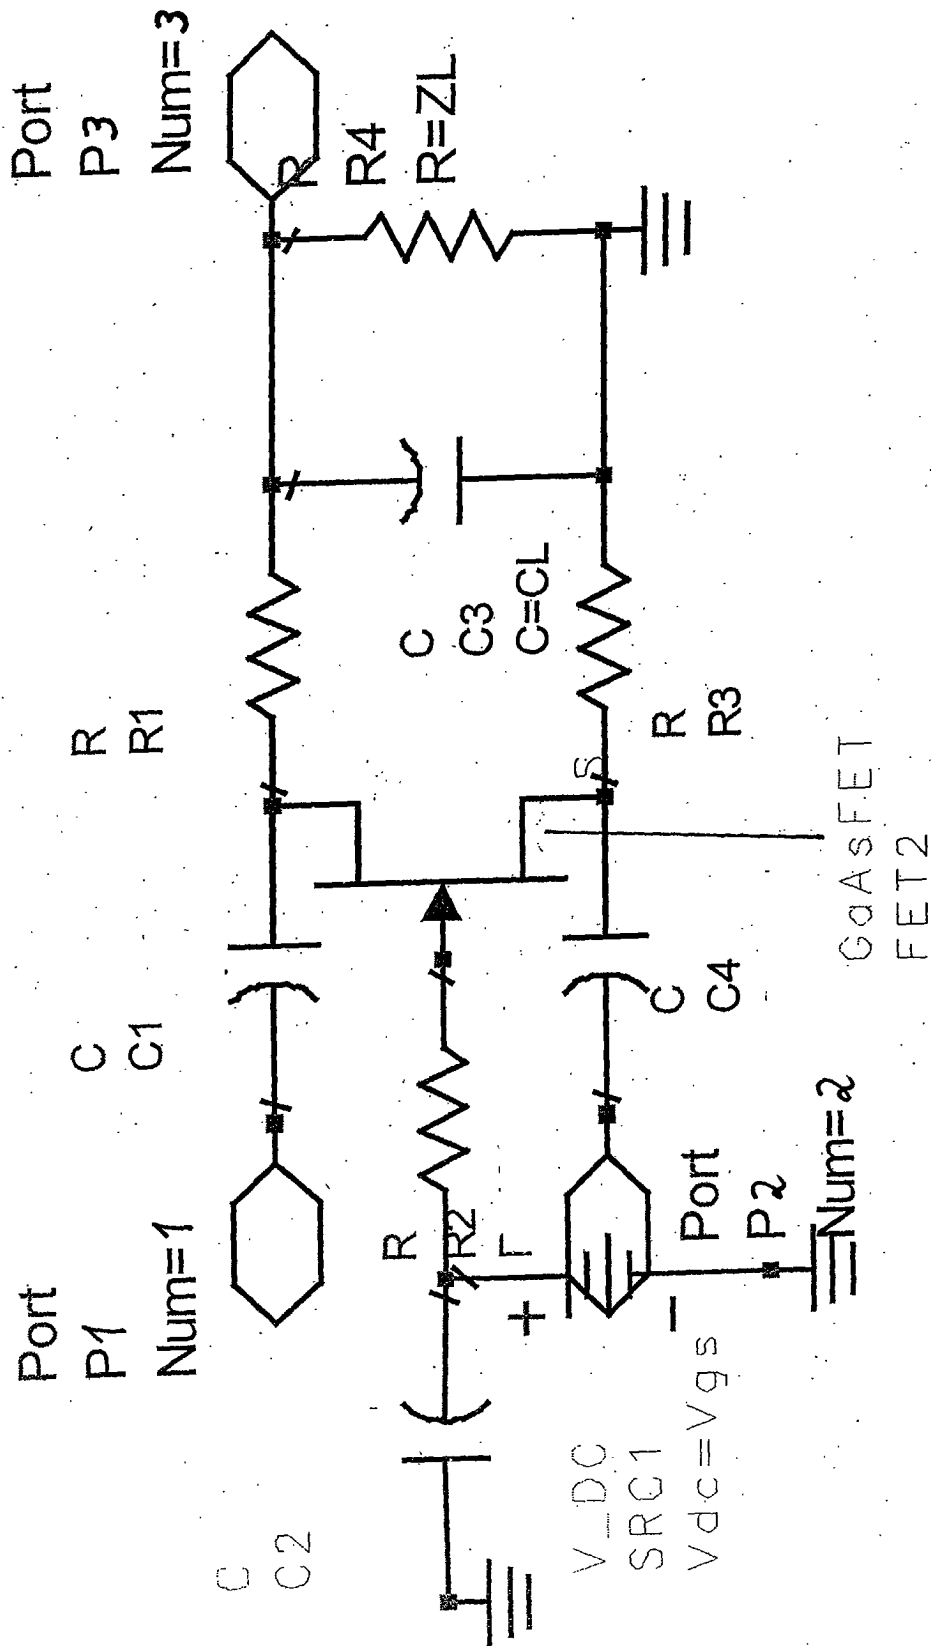 Port
P1
Num=1
C
C1
R
R1
Port
P3
Num=3
R
R4
R=ZL
C
C3
C=CL
R
R2
+
-
C
C2
V_DC
SRC1
Vdc=Vgs
Port
P2
Num=2
C
C4
S
R
R3
GaAsFET
FET2